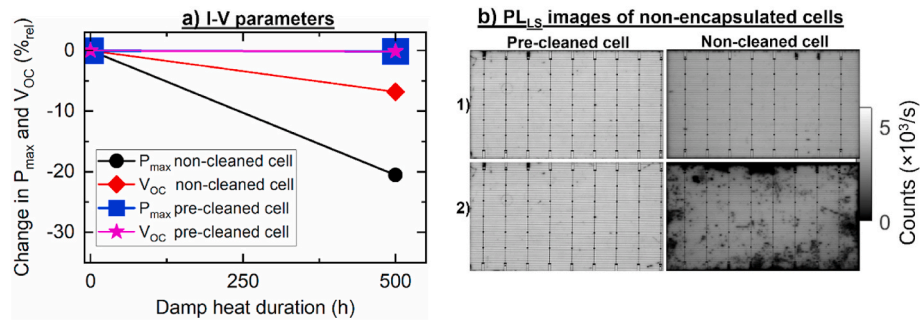 a) I-V parameters
Change in Pmax and VOC (%rel)
0
-10
-20
-30
Pmax non-cleaned cell
VOC non-cleaned cell
Pmax pre-cleaned cell
VOC pre-cleaned cell
0
250
500
Damp heat duration (h)
b) PLLS images of non-encapsulated cells
Pre-cleaned cell
Non-cleaned cell
1)
2)
6
0
Counts (×10³/s)